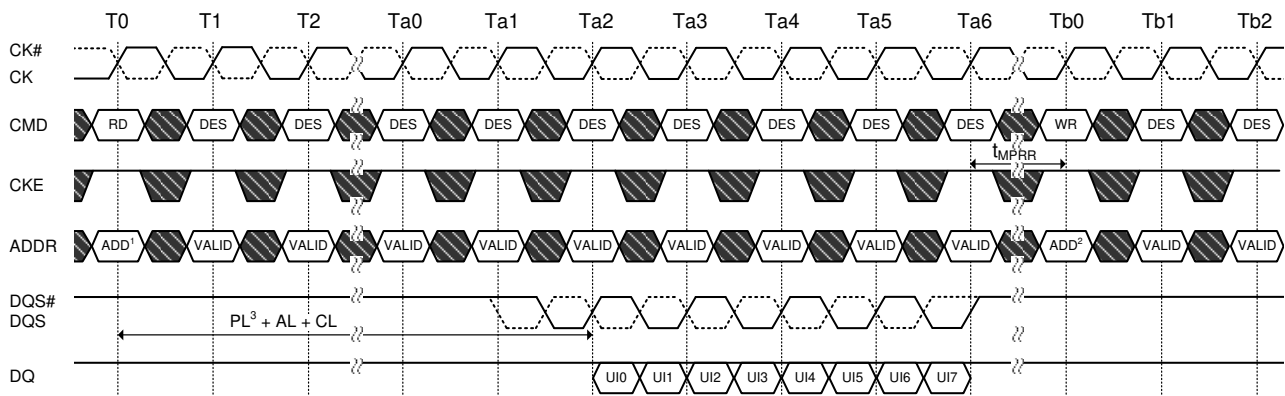 T0 T1 T2 Ta0 Ta1 Ta2 Ta3 Ta4 Ta5 Ta6 Tb0 Tb1 Tb2
CK#
CK
CMD RD DES DES DES DES DES DES DES DES DES WR DES DES
tMPRR
CKE
ADDR ADD¹ VALID VALID VALID VALID VALID VALID VALID VALID VALID ADD² VALID VALID
DQS#
DQS
PL³ + AL + CL
DQ UI0 UI1 UI2 UI3 UI4 UI5 UI6 UI7